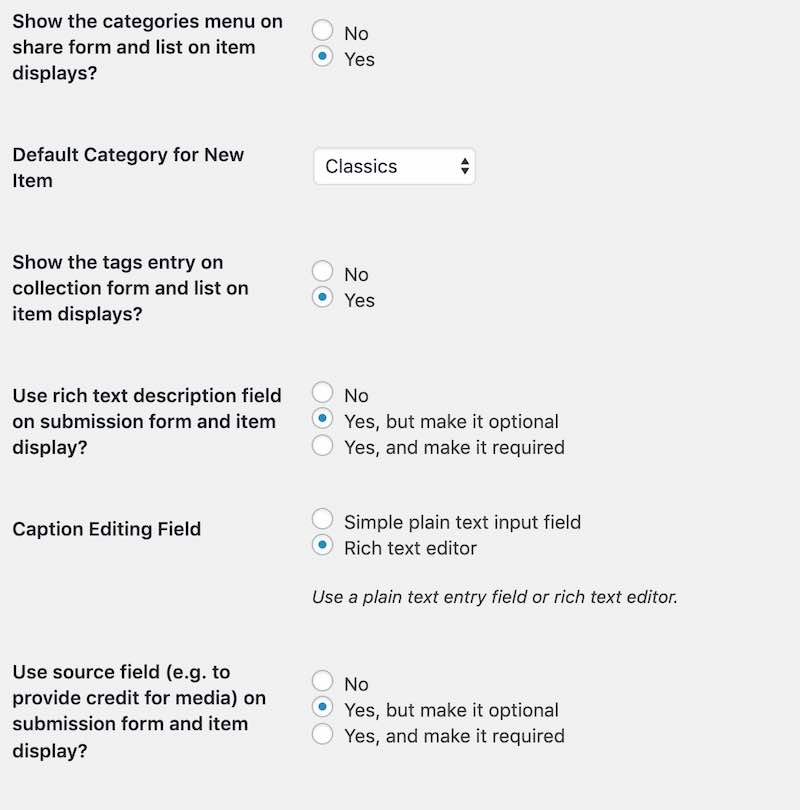 Show the categories menu on
share form and list on item
displays?
No
Yes
Default Category for New
Item
Classics
Show the tags entry on
collection form and list on
item displays?
No
Yes
Use rich text description field
on submission form and item
display?
No
Yes, but make it optional
Yes, and make it required
Caption Editing Field
Simple plain text input field
Rich text editor
Use a plain text entry field or rich text editor.
Use source field (e.g. to
provide credit for media) on
submission form and item
display?
No
Yes, but make it optional
Yes, and make it required